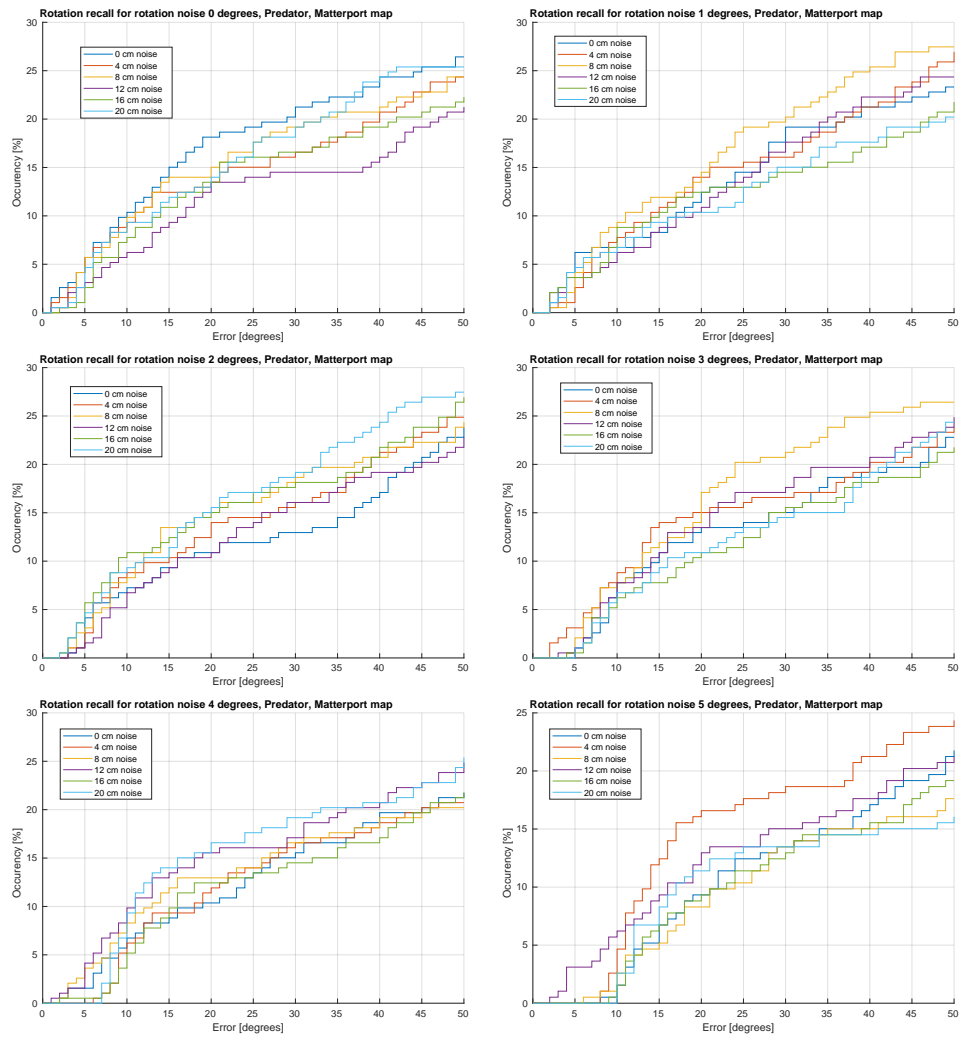 Rotation recall for rotation noise 0 degrees, Predator, Matterport map
30
25
20
15
10
5
0
Occurency [%]
0 cm noise
4 cm noise
8 cm noise
12 cm noise
16 cm noise
20 cm noise
0 5 10 15 20 25 30 35 40 45 50
Error [degrees]
Rotation recall for rotation noise 1 degrees, Predator, Matterport map
30
25
20
15
10
5
0
Occurency [%]
0 cm noise
4 cm noise
8 cm noise
12 cm noise
16 cm noise
20 cm noise
0 5 10 15 20 25 30 35 40 45 50
Error [degrees]
Rotation recall for rotation noise 2 degrees, Predator, Matterport map
30
25
20
15
10
5
0
Occurency [%]
0 cm noise
4 cm noise
8 cm noise
12 cm noise
16 cm noise
20 cm noise
0 5 10 15 20 25 30 35 40 45 50
Error [degrees]
Rotation recall for rotation noise 3 degrees, Predator, Matterport map
30
25
20
15
10
5
0
Occurency [%]
0 cm noise
4 cm noise
8 cm noise
12 cm noise
16 cm noise
20 cm noise
0 5 10 15 20 25 30 35 40 45 50
Error [degrees]
Rotation recall for rotation noise 4 degrees, Predator, Matterport map
30
25
20
15
10
5
0
Occurency [%]
0 cm noise
4 cm noise
8 cm noise
12 cm noise
16 cm noise
20 cm noise
0 5 10 15 20 25 30 35 40 45 50
Error [degrees]
Rotation recall for rotation noise 5 degrees, Predator, Matterport map
25
20
15
10
5
0
Occurency [%]
0 cm noise
4 cm noise
8 cm noise
12 cm noise
16 cm noise
20 cm noise
0 5 10 15 20 25 30 35 40 45 50
Error [degrees]